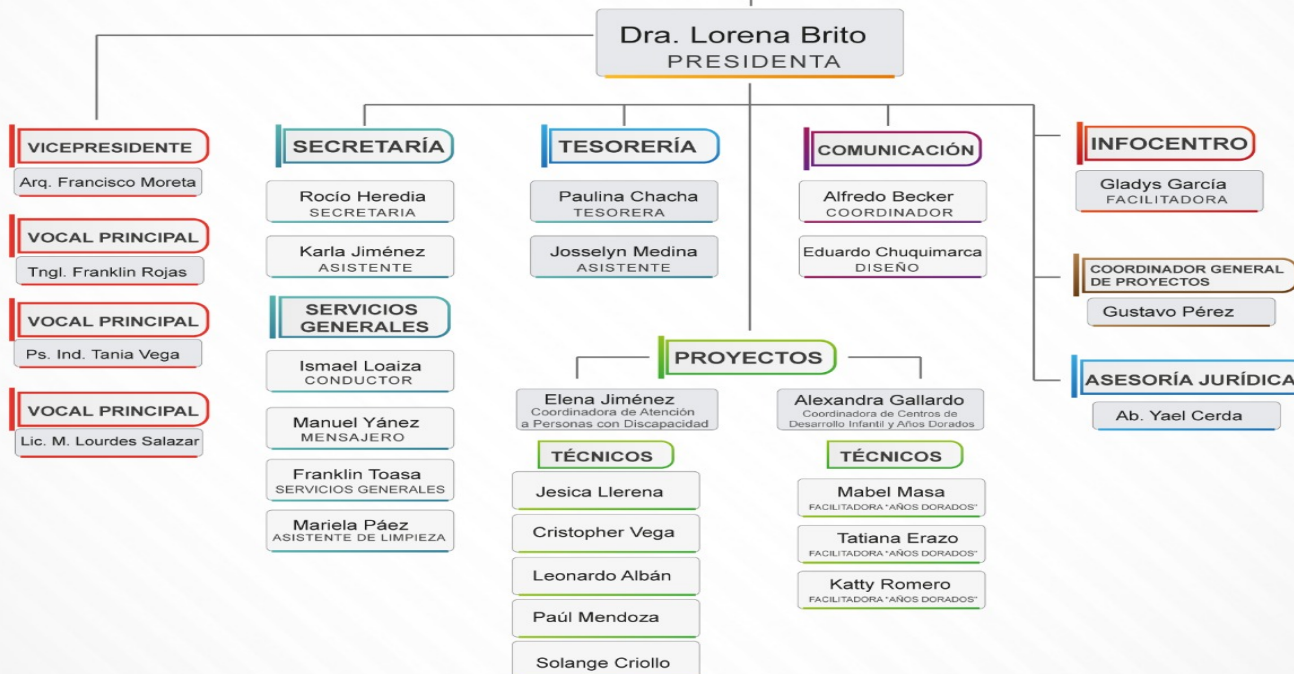 Dra. Lorena Brito
PRESIDENTA
VICEPRESIDENTE
Arq. Francisco Moreta
VOCAL PRINCIPAL
Tngl. Franklin Rojas
VOCAL PRINCIPAL
Ps. Ind. Tania Vega
VOCAL PRINCIPAL
Lic. M. Lourdes Salazar
SECRETARÍA
Rocío Heredia
SECRETARIA
Karla Jiménez
ASISTENTE
SERVICIOS
GENERALES
Ismael Loaiza
CONDUCTOR
Manuel Yánez
MENSAJERO
Franklin Toasa
SERVICIOS GENERALES
Mariela Páez
ASISTENTE DE LIMPIEZA
TESORERÍA
Paulina Chacha
TESORERA
Josselyn Medina
ASISTENTE
COMUNICACIÓN
Alfredo Becker
COORDINADOR
Eduardo Chuquimarca
DISEÑO
PROYECTOS
Elena Jiménez
Coordinadora de Atención
a Personas con Discapacidad
TÉCNICOS
Jesica Llerena
Cristopher Vega
Leonardo Albán
Paúl Mendoza
Solange Criollo
Alexandra Gallardo
Coordinadora de Centros de
Desarrollo Infantil y Años Dorados
TÉCNICOS
Mabel Masa
FACILITADORA "AÑOS DORADOS"
Tatiana Erazo
FACILITADORA "AÑOS DORADOS"
Katty Romero
FACILITADORA "AÑOS DORADOS"
INFOCENTRO
Gladys García
FACILITADORA
COORDINADOR GENERAL
DE PROYECTOS
Gustavo Pérez
ASESORÍA JURÍDICA
Ab. Yael Cerda